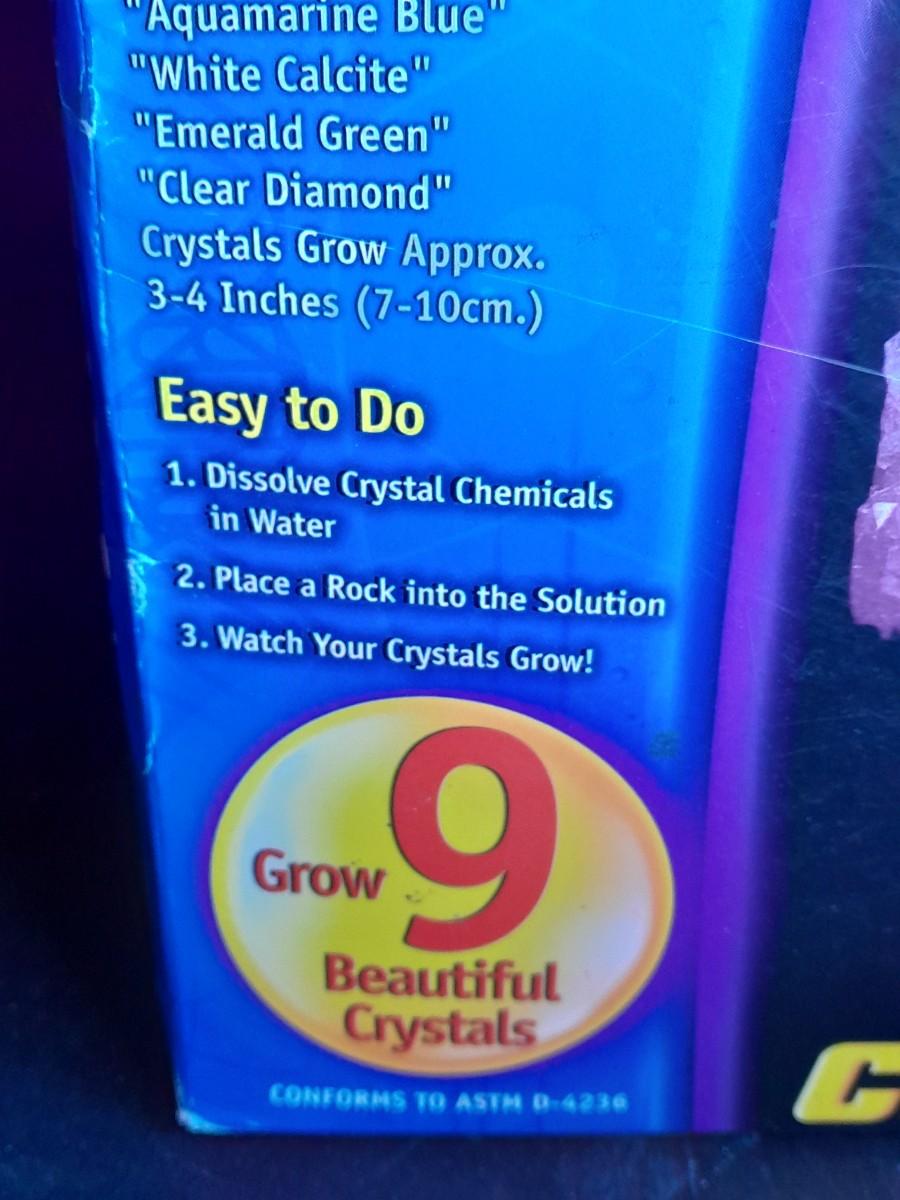 "Aquamarine Blue"
"White Calcite"
"Emerald Green"
"Clear Diamond"
Crystals Grow Approx.
3-4 Inches (7-10cm.)
Easy to Do
1. Dissolve Crystal Chemicals
in Water
2. Place a Rock into the Solution
3. Watch Your Crystals Grow!
Grow 9
Beautiful
Crystals
CONFORMS TO ASTM D-4236
C